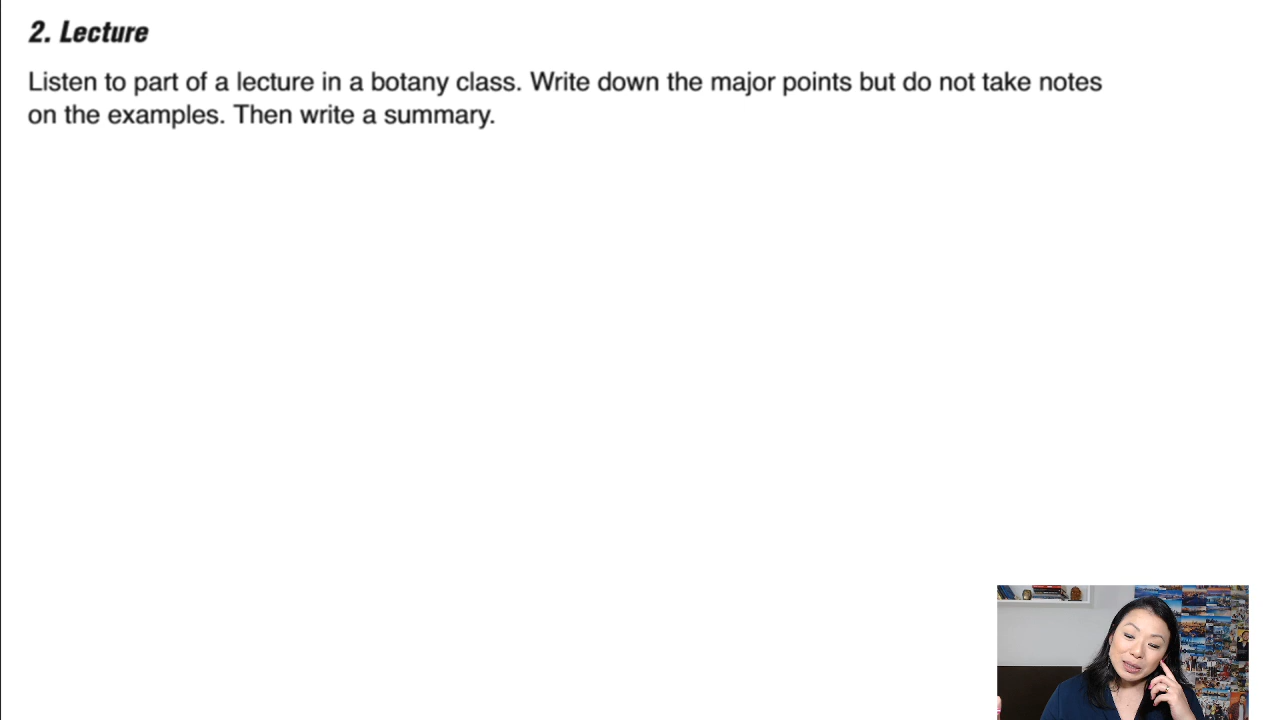 2. Lecture
Listen to part of a lecture in a botany class. Write down the major points but do not take notes
on the examples. Then write a summary.